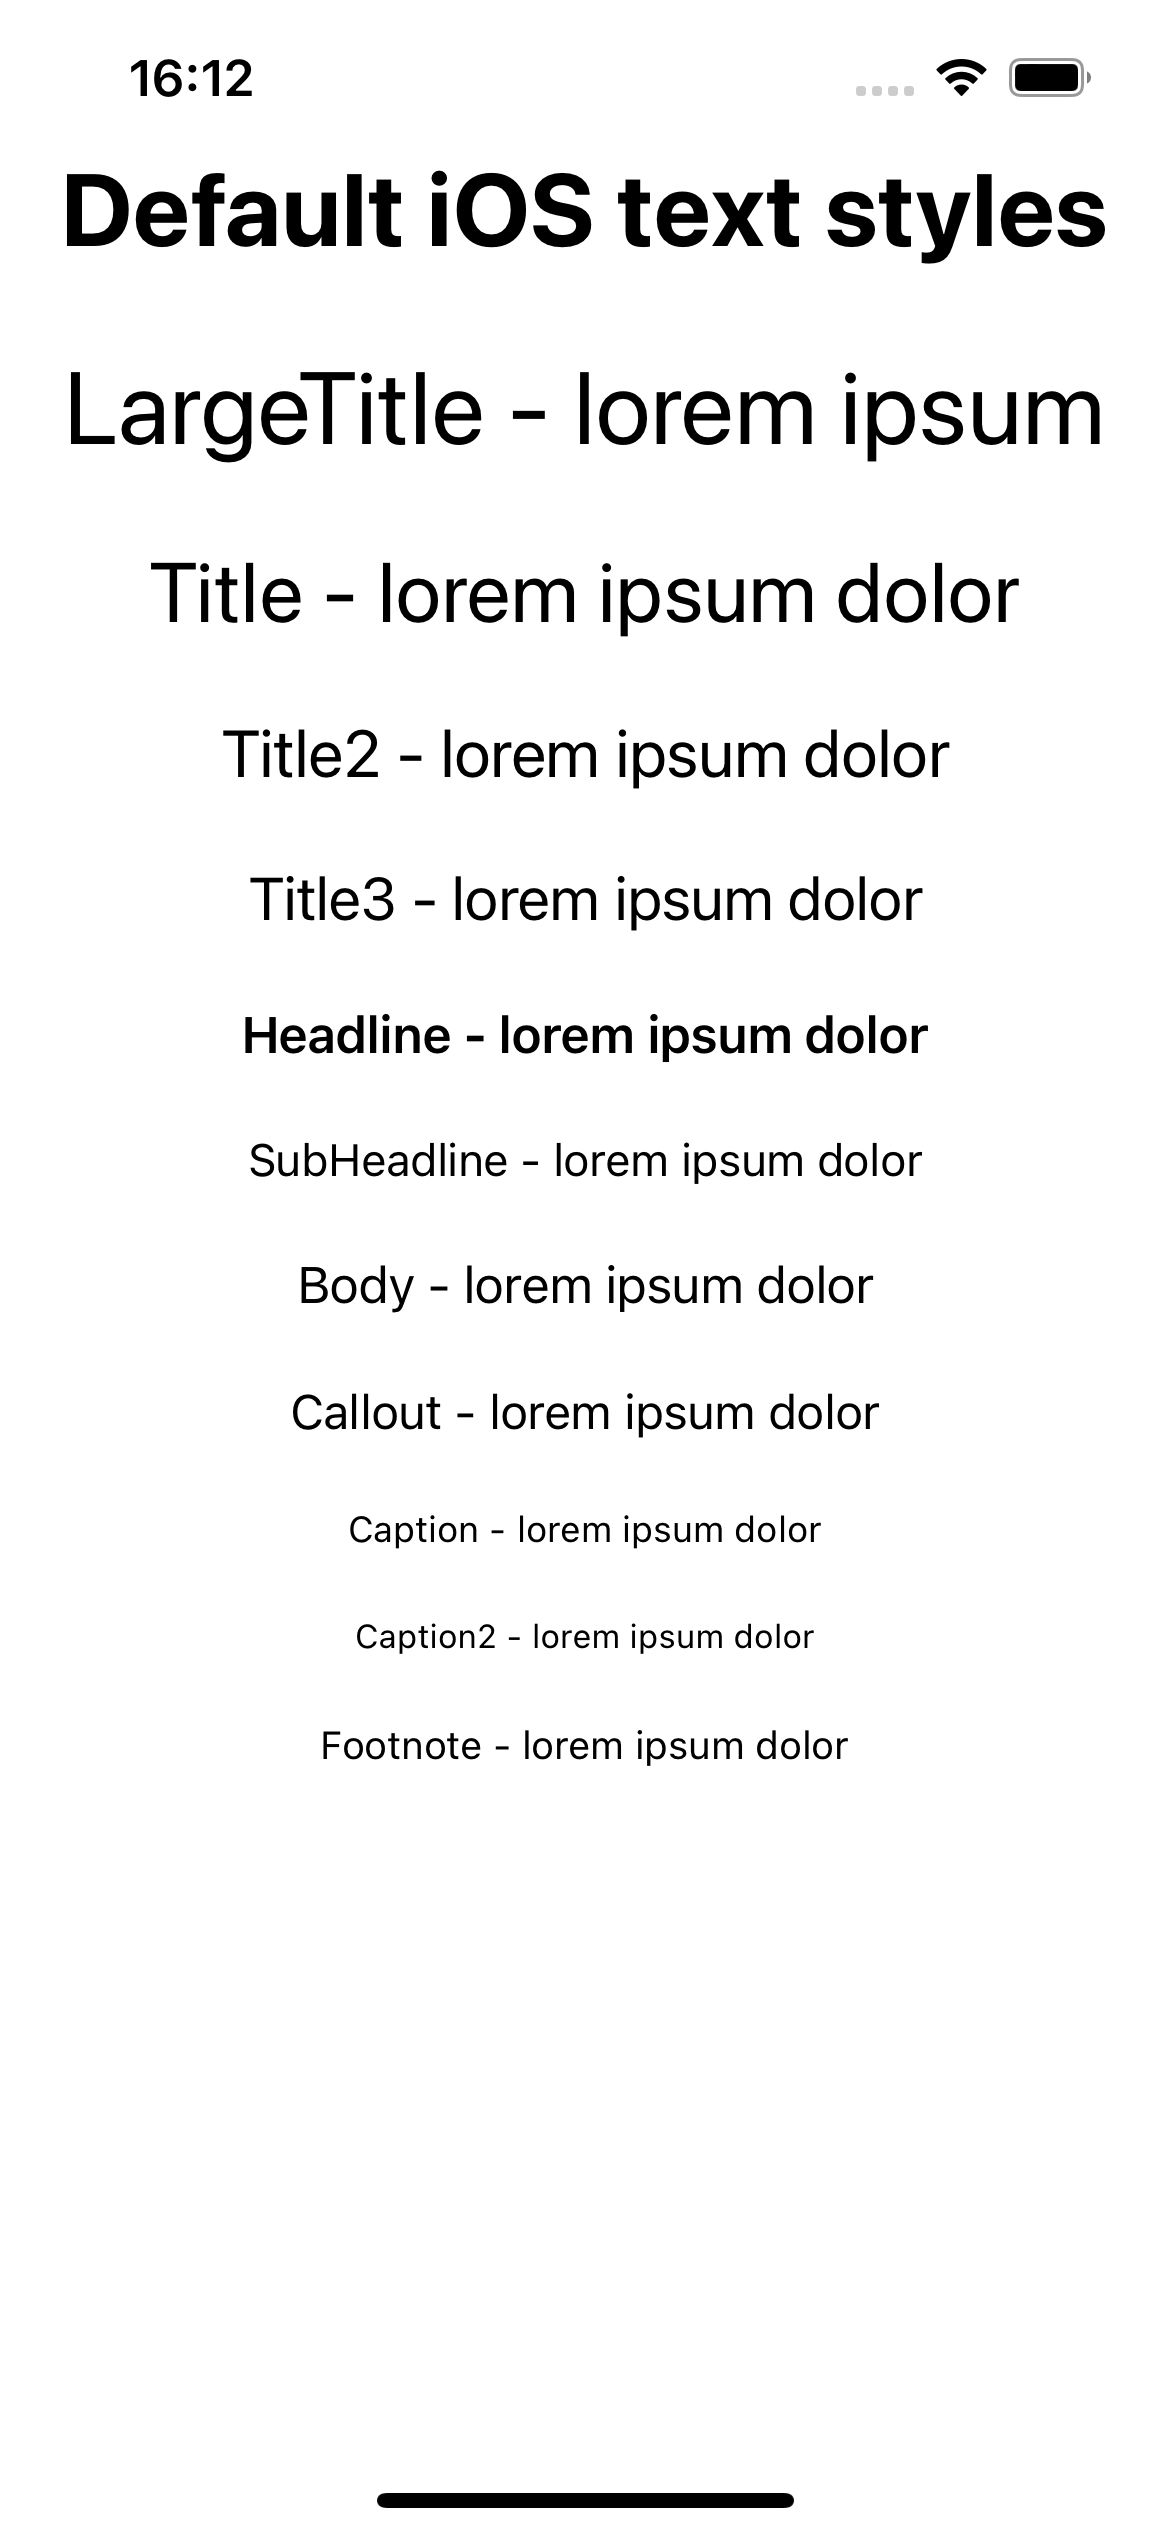 16:12
Default iOS text styles
LargeTitle - lorem ipsum
Title - lorem ipsum dolor
Title2 - lorem ipsum dolor
Title3 - lorem ipsum dolor
Headline - lorem ipsum dolor
SubHeadline - lorem ipsum dolor
Body - lorem ipsum dolor
Callout - lorem ipsum dolor
Caption - lorem ipsum dolor
Caption2 - lorem ipsum dolor
Footnote - lorem ipsum dolor